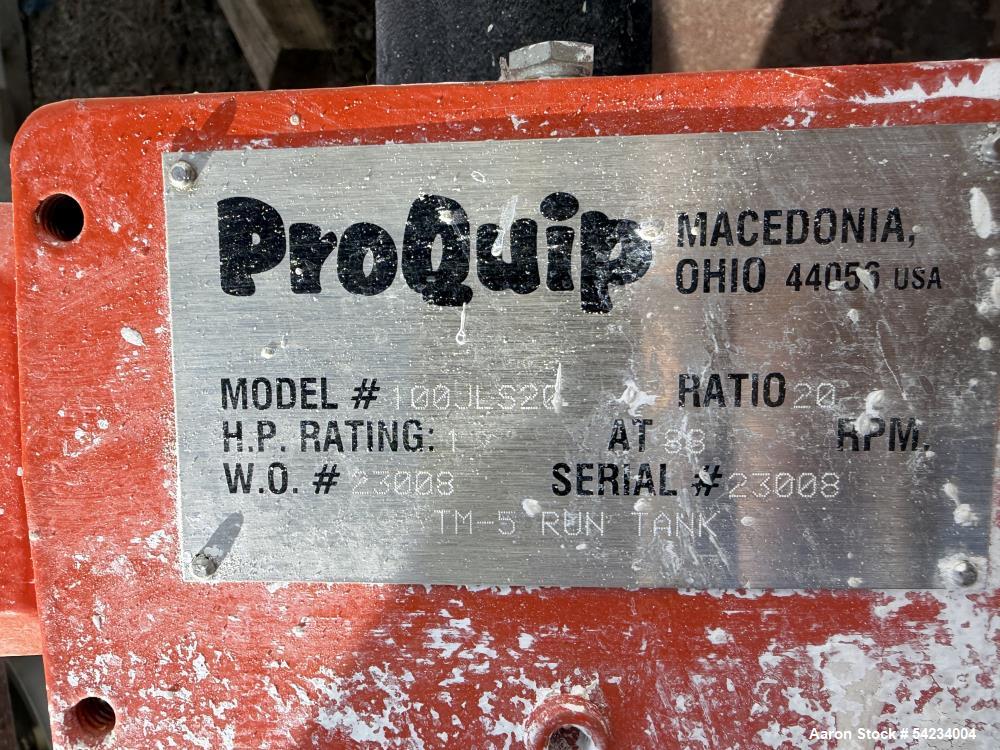 ProQuip MACEDONIA,
OHIO 44056 USA
MODEL # 100JLS20 RATIO 20
H.P. RATING: 1 AT 88 RPM.
W.O. # 23008 SERIAL # 23008
TM-5 RUN TANK
Aaron Stock # 54234004